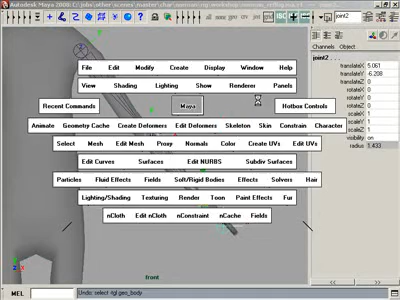 Autodesk Maya 2008
joint2
Channels Object
File Edit Modify Create Display Window Help
joint2 . . .
translateX 5.061
translateY -6.208
translateZ 0
View Shading Lighting Show Renderer Panels
rotateX 0
rotateY 0
rotateZ 0
Recent Commands Maya Hotbox Controls
scaleX 1
scaleY 1
scaleZ 1
Animate Geometry Cache Create Deformers Edit Deformers Skeleton Skin Constrain Character
visibility on
radius 1.433
Select Mesh Edit Mesh Proxy Normals Color Create UVs Edit UVs
Edit Curves Surfaces Edit NURBS Subdiv Surfaces
Particles Fluid Effects Fields Soft/Rigid Bodies Effects Solvers Hair
Lighting/Shading Texturing Render Toon Paint Effects Fur
nCloth Edit nCloth nConstraint nCache Fields
front
MEL Undo: select rigl:geo_body